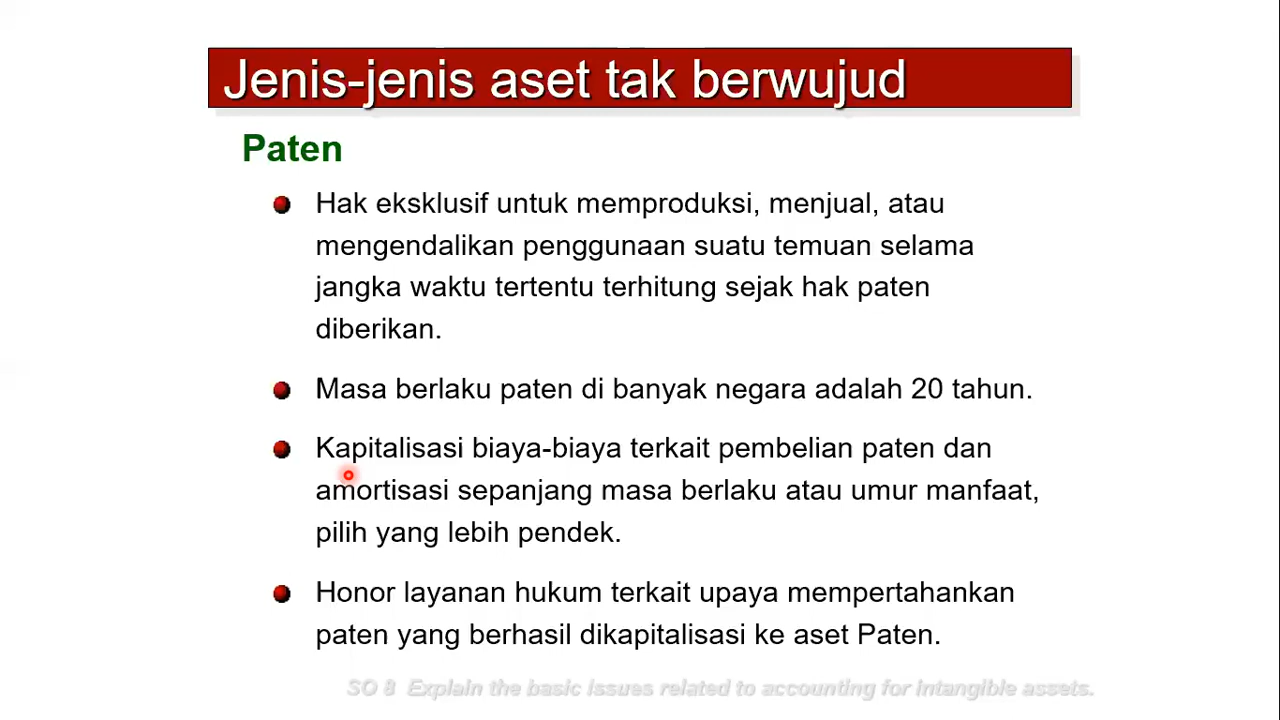 Jenis-jenis aset tak berwujud
Paten
Hak eksklusif untuk memproduksi, menjual, atau
mengendalikan penggunaan suatu temuan selama
jangka waktu tertentu terhitung sejak hak paten
diberikan.
Masa berlaku paten di banyak negara adalah 20 tahun.
Kapitalisasi biaya-biaya terkait pembelian paten dan
amortisasi sepanjang masa berlaku atau umur manfaat,
pilih yang lebih pendek.
Honor layanan hukum terkait upaya mempertahankan
paten yang berhasil dikapitalisasi ke aset Paten.
SO 8 Explain the basic issues related to accounting for intangible assets.